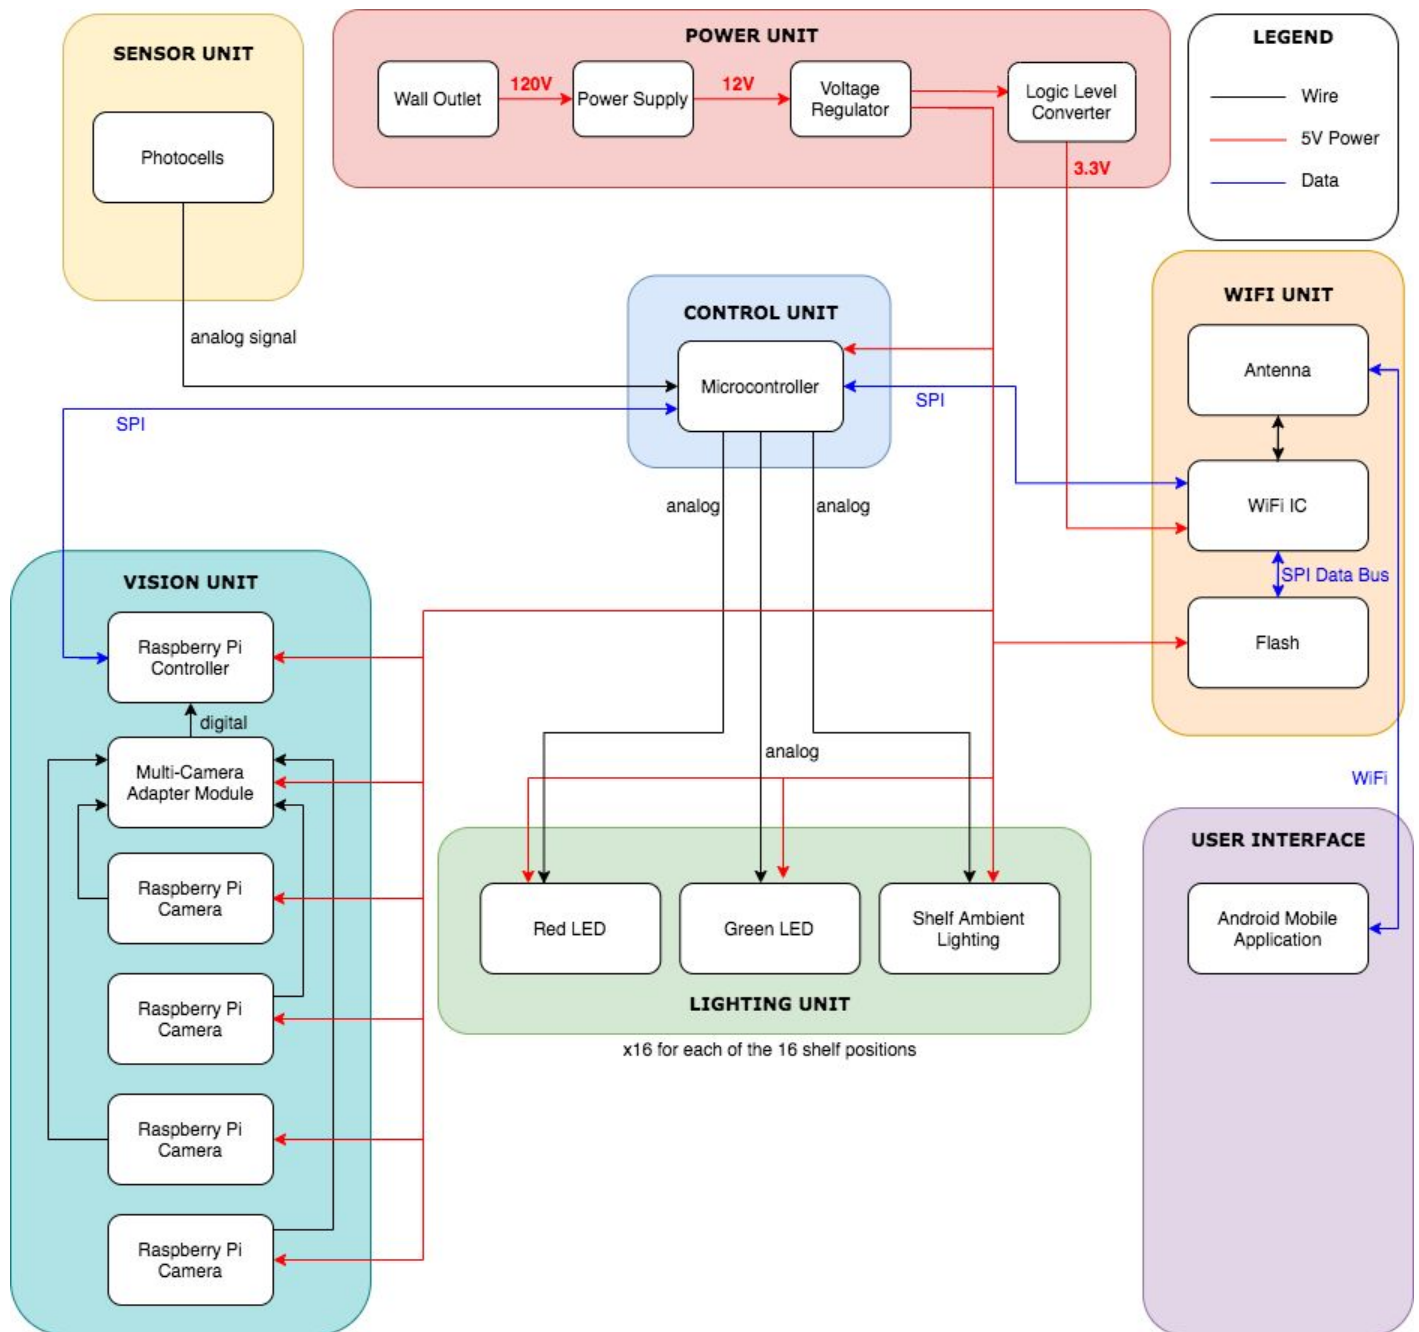 SENSOR UNIT
Photocells
analog signal
POWER UNIT
Wall Outlet
120V
Power Supply
12V
Voltage
Regulator
Logic Level
Converter
3.3V
LEGEND
Wire
5V Power
Data
CONTROL UNIT
Microcontroller
SPI
SPI
analog
analog
analog
WIFI UNIT
Antenna
WiFi IC
SPI Data Bus
Flash
WiFi
VISION UNIT
Raspberry Pi
Controller
digital
Multi-Camera
Adapter Module
Raspberry Pi
Camera
Raspberry Pi
Camera
Raspberry Pi
Camera
Raspberry Pi
Camera
Red LED
Green LED
Shelf Ambient
Lighting
LIGHTING UNIT
x16 for each of the 16 shelf positions
USER INTERFACE
Android Mobile
Application